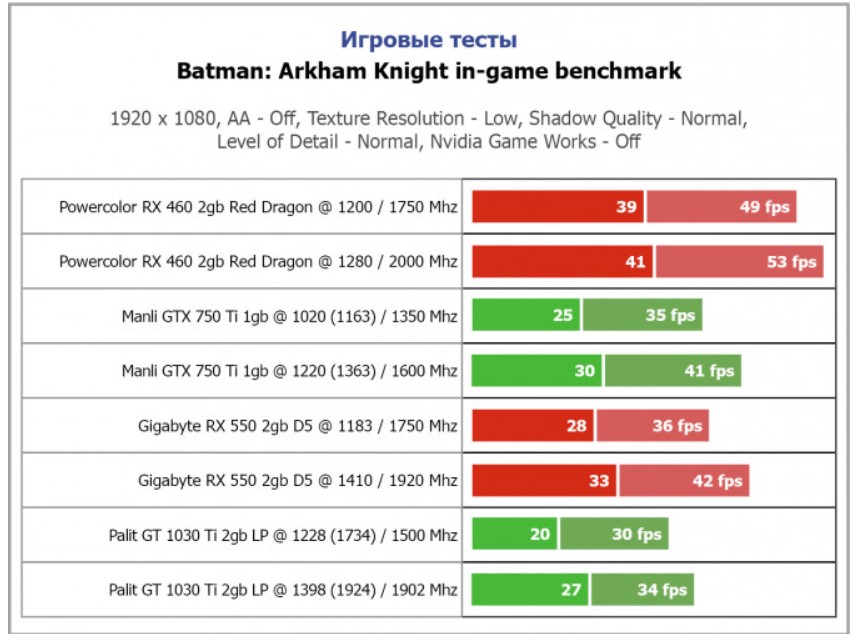 Игровые тесты
Batman: Arkham Knight in-game benchmark
1920 x 1080, AA - Off, Texture Resolution - Low, Shadow Quality - Normal,
Level of Detail - Normal, Nvidia Game Works - Off
Powercolor RX 460 2gb Red Dragon @ 1200 / 1750 Mhz 39 49 fps
Powercolor RX 460 2gb Red Dragon @ 1280 / 2000 Mhz 41 53 fps
Manli GTX 750 Ti 1gb @ 1020 (1163) / 1350 Mhz 25 35 fps
Manli GTX 750 Ti 1gb @ 1220 (1363) / 1600 Mhz 30 41 fps
Gigabyte RX 550 2gb D5 @ 1183 / 1750 Mhz 28 36 fps
Gigabyte RX 550 2gb D5 @ 1410 / 1920 Mhz 33 42 fps
Palit GT 1030 Ti 2gb LP @ 1228 (1734) / 1500 Mhz 20 30 fps
Palit GT 1030 Ti 2gb LP @ 1398 (1924) / 1902 Mhz 27 34 fps